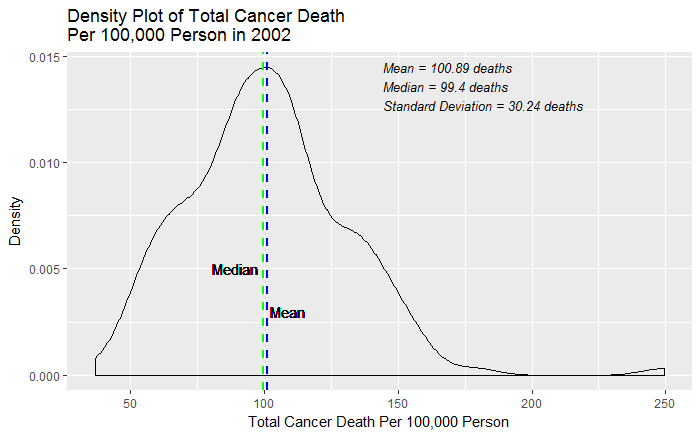 Density Plot of Total Cancer Death
Per 100,000 Person in 2002
Mean = 100.89 deaths
Median = 99.4 deaths
Standard Deviation = 30.24 deaths
0.015
0.010
0.005
0.000
Density
Median
Mean
50
100
150
200
250
Total Cancer Death Per 100,000 Person